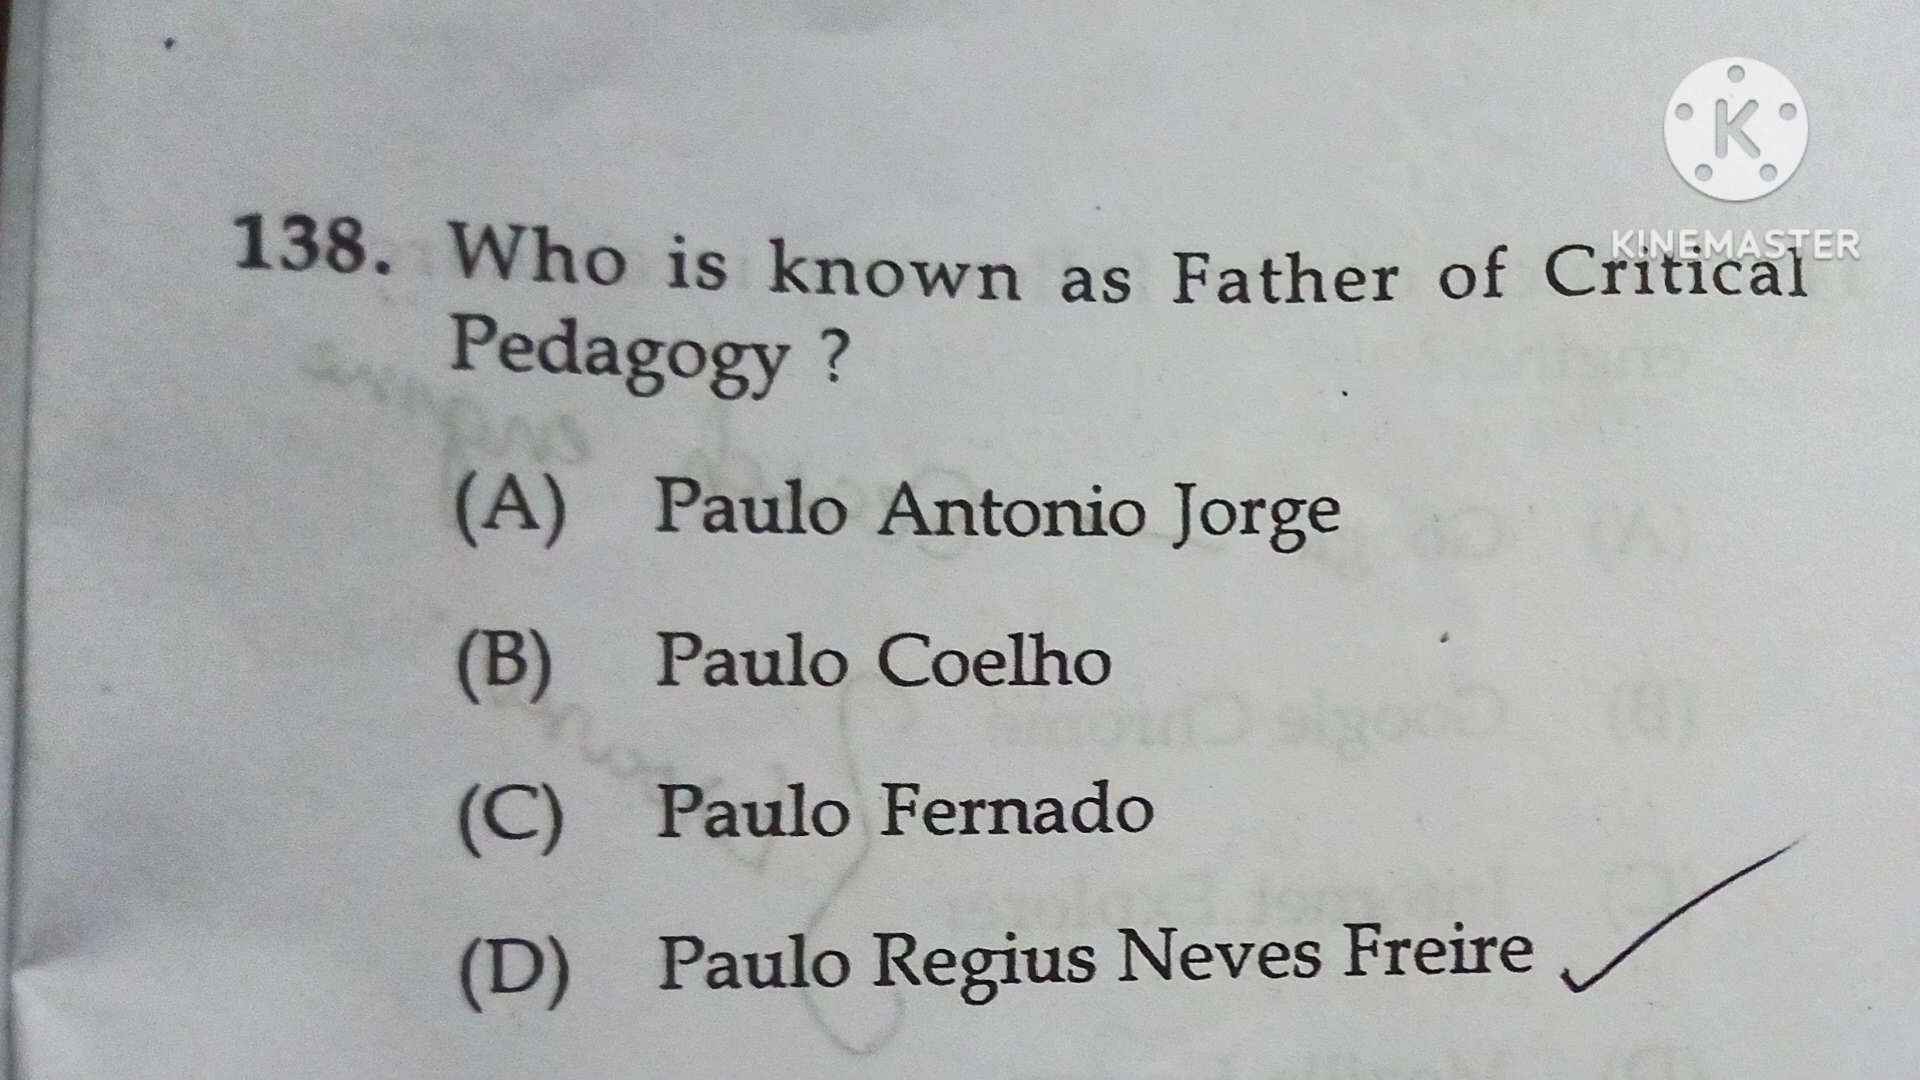 K
KINEMASTER
138. Who is known as Father of Critical
Pedagogy ?
(A) Paulo Antonio Jorge
(B) Paulo Coelho
(C) Paulo Fernado
(D) Paulo Regius Neves Freire